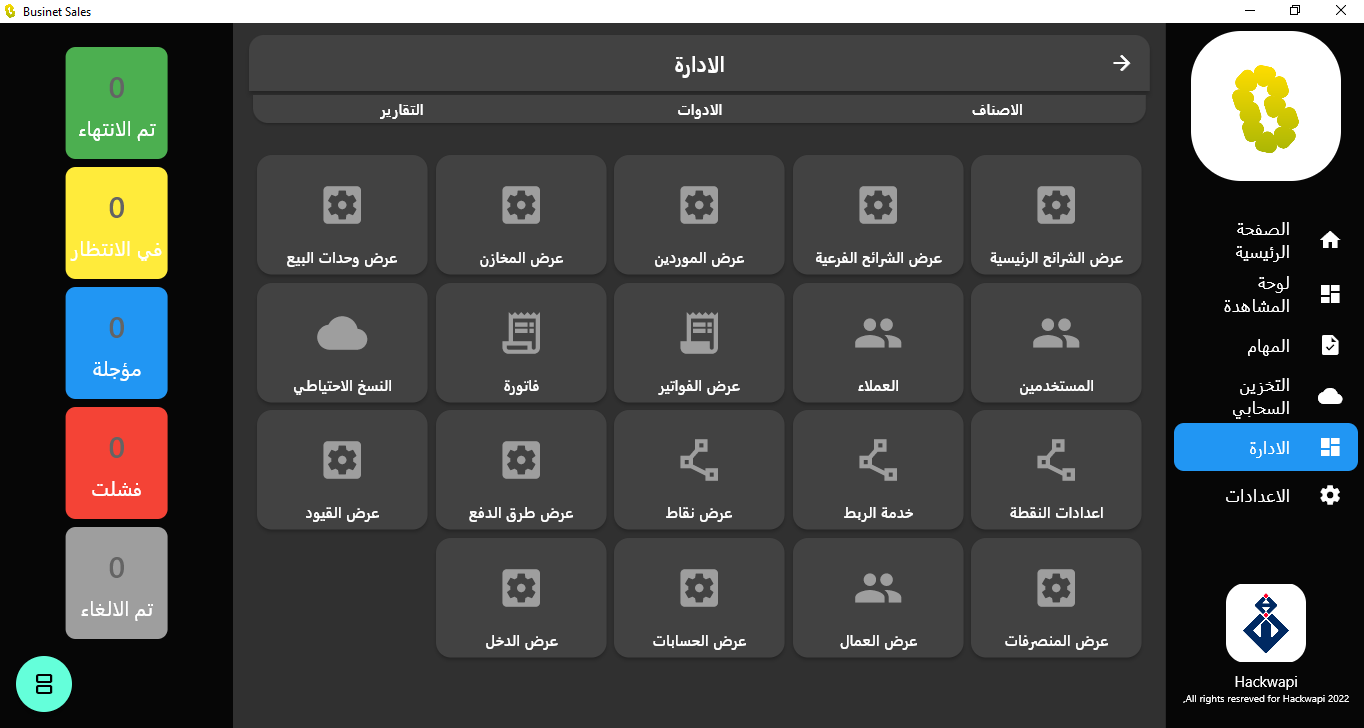 Businet Sales
الادارة
الاصناف
الادوات
التقارير
عرض الشرائح الرئيسية
عرض الشرائح الفرعية
عرض الموردين
عرض المخازن
عرض وحدات البيع
المستخدمين
العملاء
عرض الفواتير
فاتورة
النسخ الاحتياطي
اعدادات النقطة
خدمة الربط
عرض نقاط
عرض طرق الدفع
عرض القيود
عرض المنصرفات
عرض العمال
عرض الحسابات
عرض الدخل
الصفحة
الرئيسية
لوحة
المشاهدة
المهام
التخزين
السحابي
الادارة
الاعدادات
Hackwapi
,All rights resreved for Hackwapi 2022
0
تم الانتهاء
0
في الانتظار
0
مؤجلة
0
فشلت
0
تم الالغاء